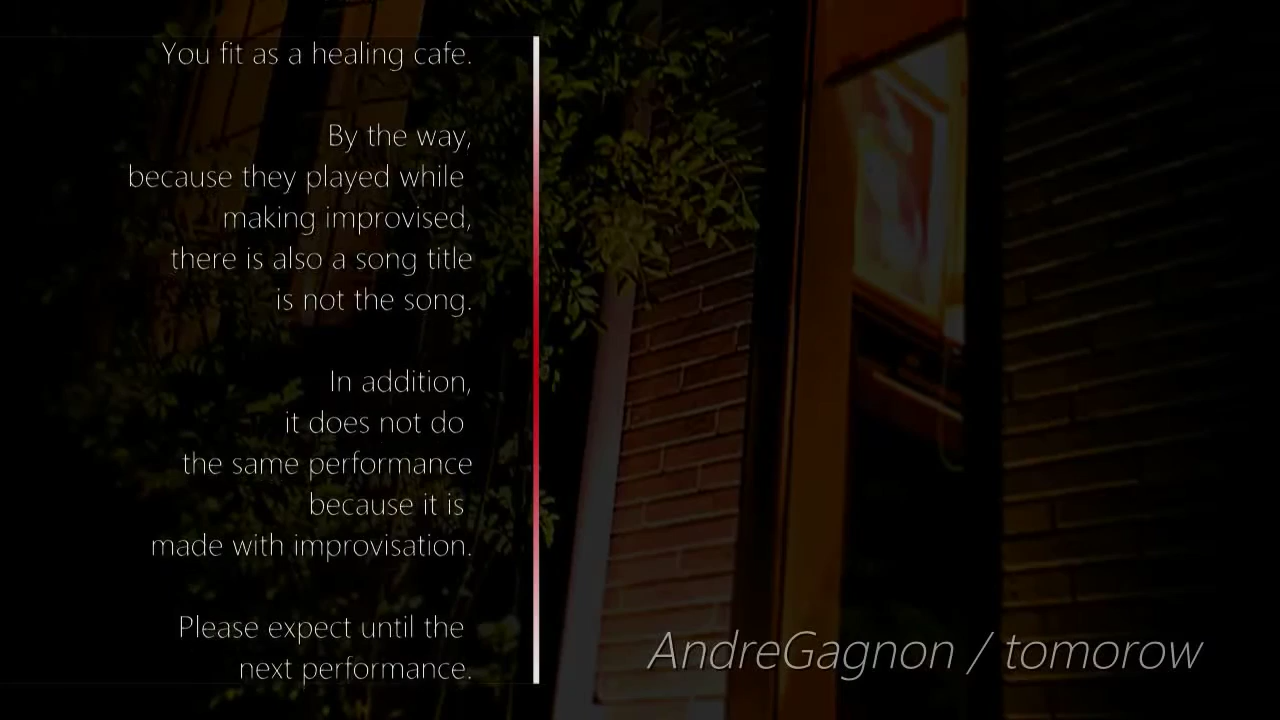 You fit as a healing cafe.
By the way,
because they played while
making improvised,
there is also a song title
is not the song.
In addition,
it does not do
the same performance
because it is
made with improvisation.
Please expect until the
next performance.
AndreGagnon / tomorow